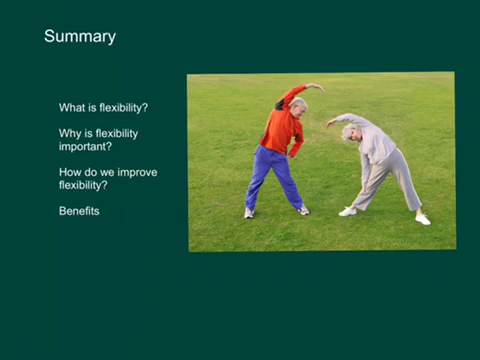 Summary
What is flexibility?
Why is flexibility
important?
How do we improve
flexibility?
Benefits